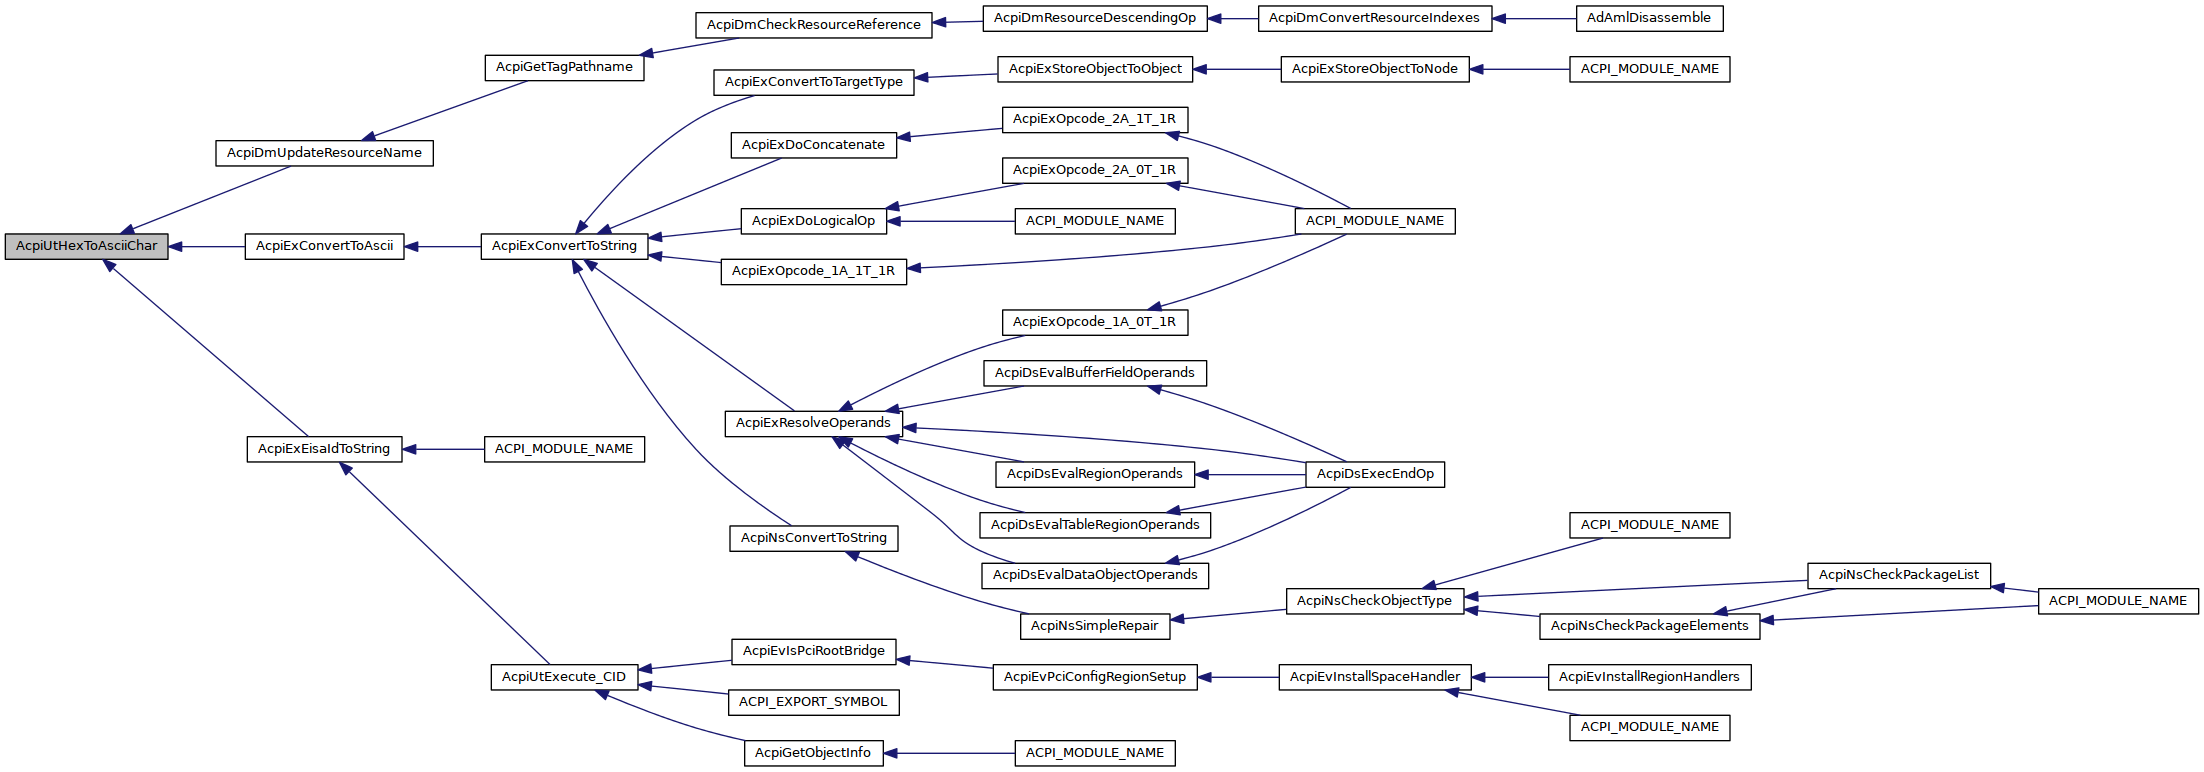 AcpiDmCheckResourceReference
AcpiDmResourceDescendingOp
AcpiDmConvertResourceIndexes
AdAmlDisassemble
AcpiGetTagPathname
AcpiExConvertToTargetType
AcpiExStoreObjectToObject
AcpiExStoreObjectToNode
ACPI_MODULE_NAME
AcpiExOpcode_2A_1T_1R
AcpiDmUpdateResourceName
AcpiExDoConcatenate
AcpiExOpcode_2A_0T_1R
AcpiExDoLogicalOp
ACPI_MODULE_NAME
ACPI_MODULE_NAME
AcpiUtHexToAsciiChar
AcpiExConvertToAscii
AcpiExConvertToString
AcpiExOpcode_1A_1T_1R
AcpiExOpcode_1A_0T_1R
AcpiDsEvalBufferFieldOperands
AcpiExResolveOperands
AcpiExEisaIdToString
ACPI_MODULE_NAME
AcpiDsEvalRegionOperands
AcpiDsExecEndOp
AcpiDsEvalTableRegionOperands
ACPI_MODULE_NAME
AcpiNsConvertToString
AcpiDsEvalDataObjectOperands
AcpiNsCheckPackageList
AcpiNsCheckObjectType
ACPI_MODULE_NAME
AcpiNsSimpleRepair
AcpiNsCheckPackageElements
AcpiEvIsPciRootBridge
AcpiUtExecute_CID
AcpiEvPciConfigRegionSetup
AcpiEvInstallSpaceHandler
AcpiEvInstallRegionHandlers
ACPI_EXPORT_SYMBOL
ACPI_MODULE_NAME
AcpiGetObjectInfo
ACPI_MODULE_NAME